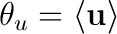 θ_u = ⟨𝐮⟩